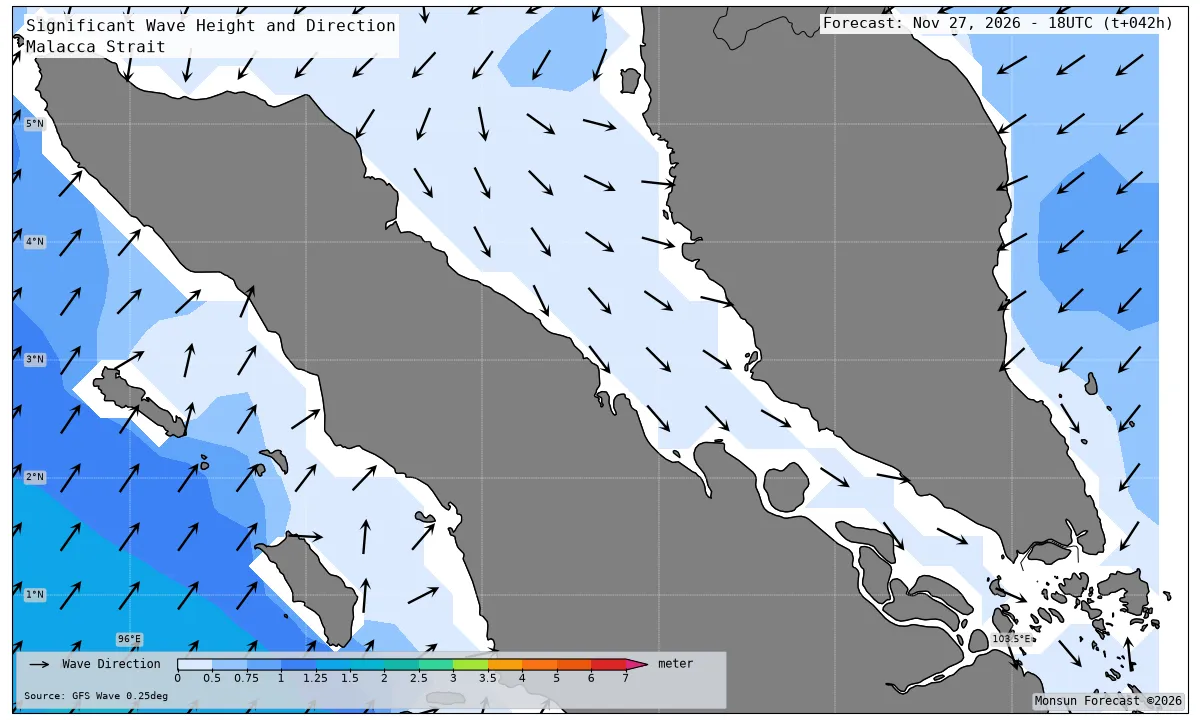 Significant Wave Height and Direction
Malacca Strait
Forecast: Nov 27, 2026 - 18UTC (t+042h)
5°N
4°N
3°N
2°N
1°N
96°E
103.5°E
Wave Direction
meter
0 0.5 0.75 1 1.25 1.5 2 2.5 3 3.5 4 5 6 7
Source: GFS Wave 0.25deg
Monsun Forecast ©2026